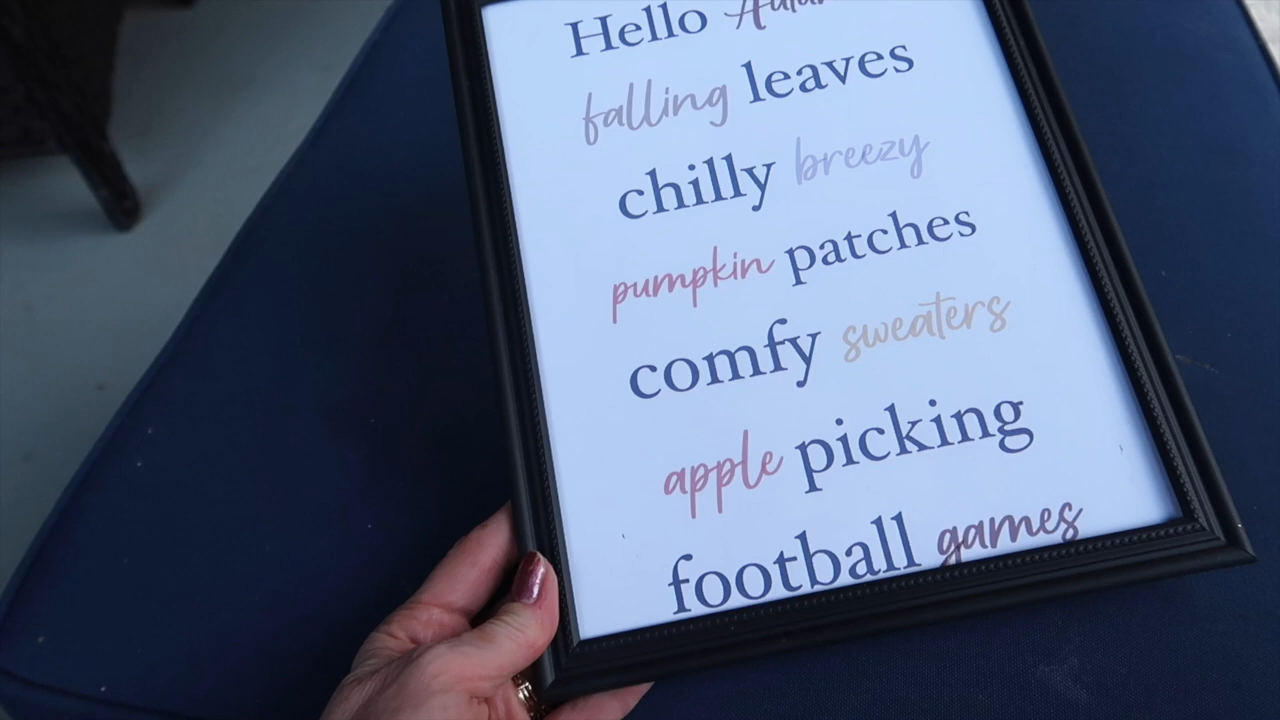 Hello
falling leaves
chilly breezy
pumpkin patches
comfy sweaters
apple picking
football games